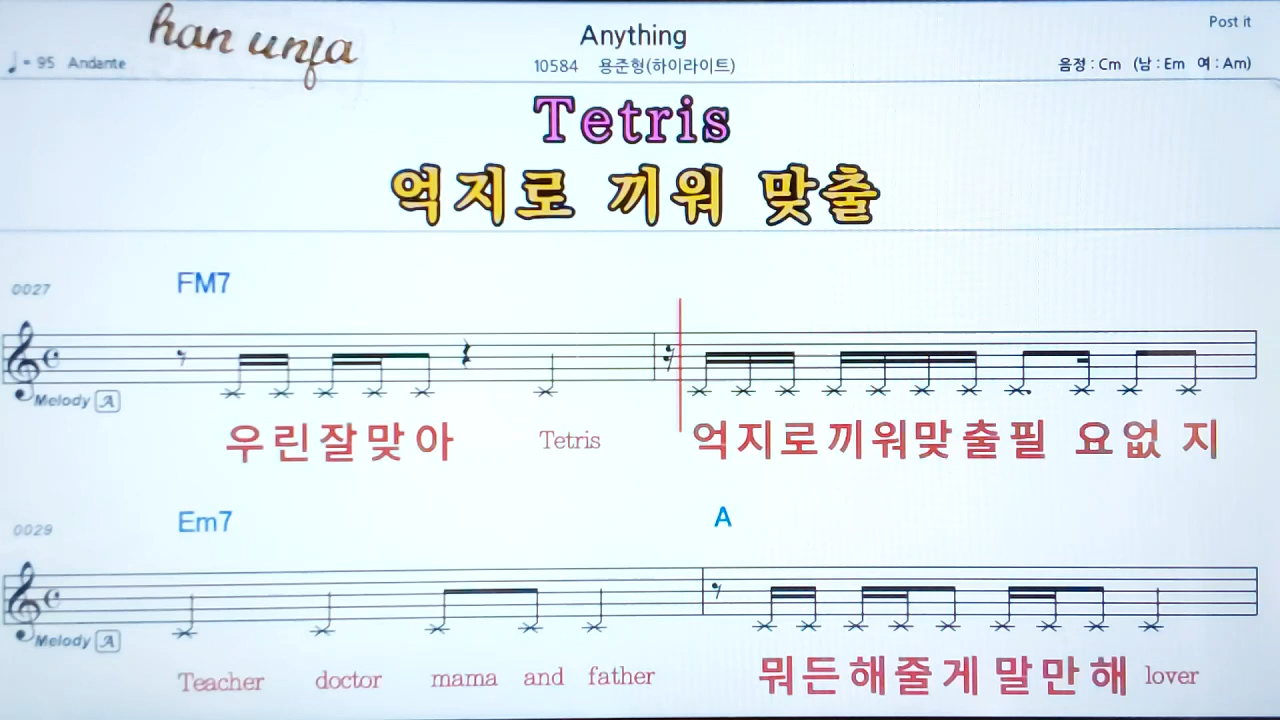 han unja
Anything
Post it
♩ = 95 Andante
10584 용준형(하이라이트)
음정 : Cm (남 : Em 여 : Am)
Tetris
억지로 끼워 맞출
0027
FM7
Melody A
우린잘맞아 Tetris 억지로끼워맞출필 요없 지
0029
Em7
A
Melody A
Teacher doctor mama and father 뭐든해줄게 말만해 lover